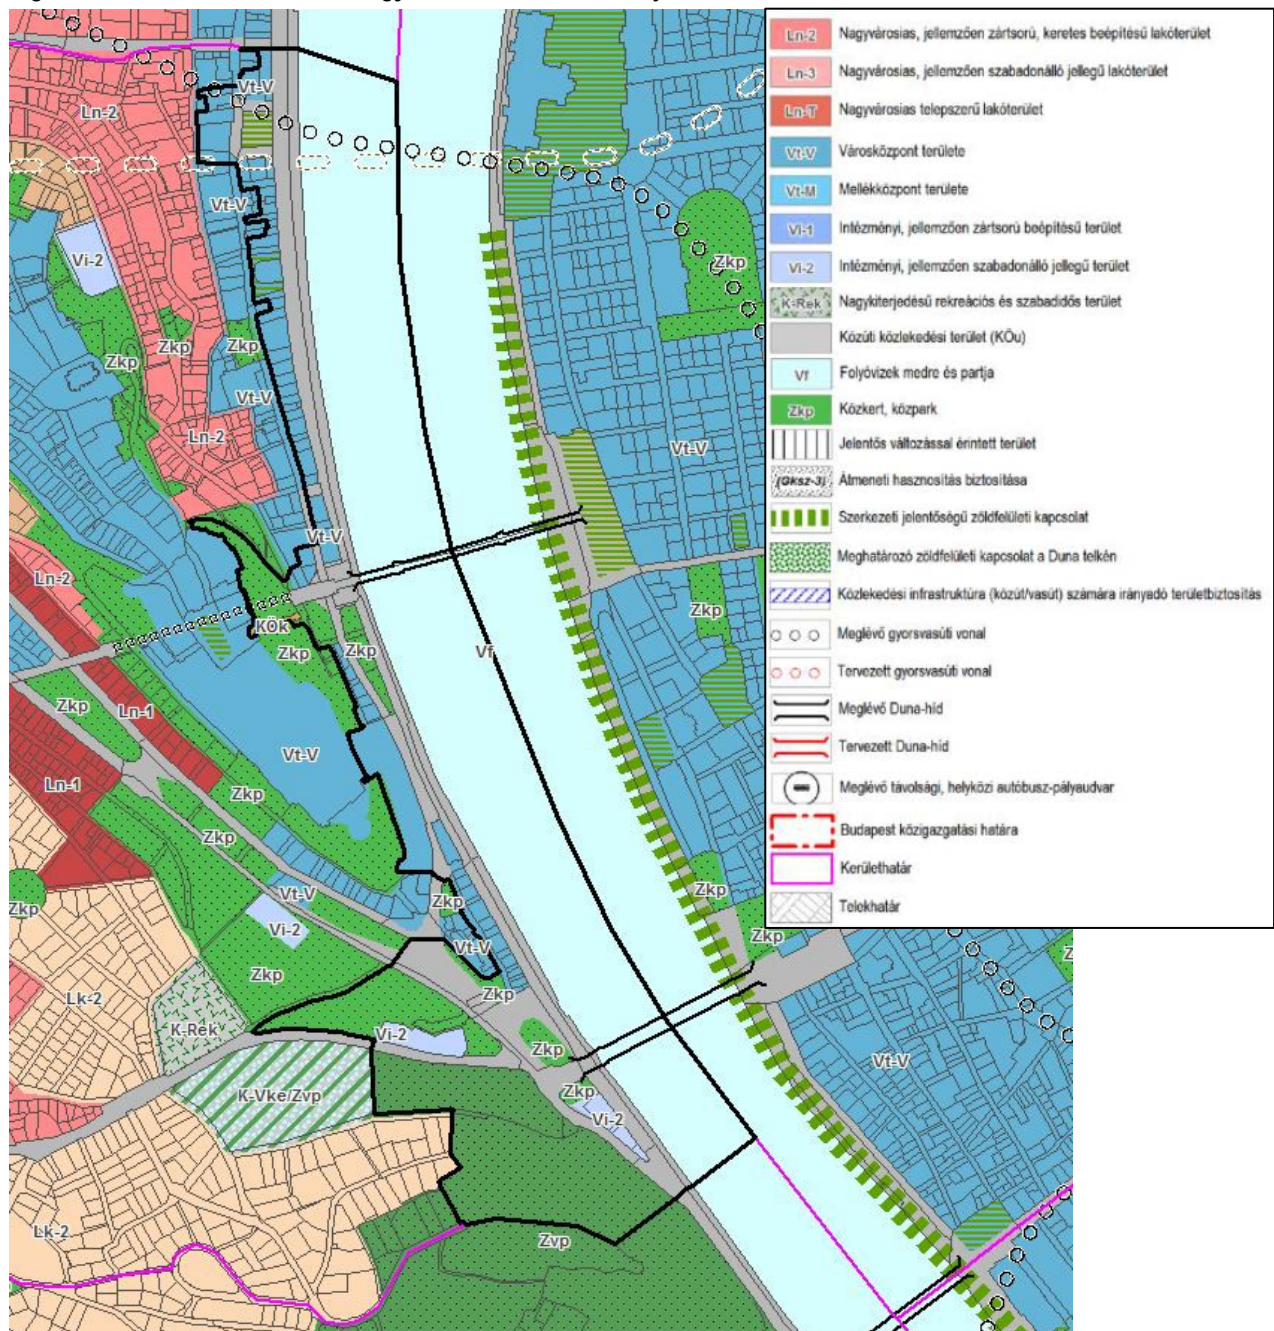 Ln-2 Nagyvárosias, jellemzően zártsorú, keretes beépítésű lakóterület
Ln-3 Nagyvárosias, jellemzően szabadonálló jellegű lakóterület
Ln-T Nagyvárosias telepszerű lakóterület
Vt-V Városközpont területe
Vt-M Mellékközpont területe
Vi-1 Intézményi, jellemzően zártsorú beépítésű terület
Vi-2 Intézményi, jellemzően szabadonálló jellegű terület
K-Rek Nagykiterjedésű rekreációs és szabadidős terület
Közúti közlekedési terület (KÖu)
Vf Folyóvizek medre és partja
Zkp Közkert, közpark
Jelentős változással érintett terület
(Gksz-3) Átmeneti hasznosítás biztosítása
Szerkezeti jelentőségű zöldfelületi kapcsolat
Meghatározó zöldfelületi kapcsolat a Duna telkén
Közlekedési infrastruktúra (közút/vasút) számára irányadó területbiztosítás
Meglévő gyorsvasúti vonal
Tervezett gyorsvasúti vonal
Meglévő Duna-híd
Tervezett Duna-híd
Meglévő távolsági, helyközi autóbusz-pályaudvar
Budapest közigazgatási határa
Kerülethatár
Telekhatár
Vt-V
Ln-2
Vt-V
Vi-2
Zkp
Zkp
Zkp
Zkp
Vt-V
Ln-2
Vt-V
Vt-V
Ln-2
Zkp
KÖk
Zkp
Zkp
Vf
Zkp
Ln-1
Vt-V
Ln-1
Zkp
Zkp
Vt-V
Zkp
Zkp
Zkp
Vi-2
Zkp
Vt-V
Zkp
Zkp
Lk-2
K-Rek
Vi-2
Zkp
Vt-V
K-Vke/Zvp
Zkp
Vi-2
Lk-2
Zvp